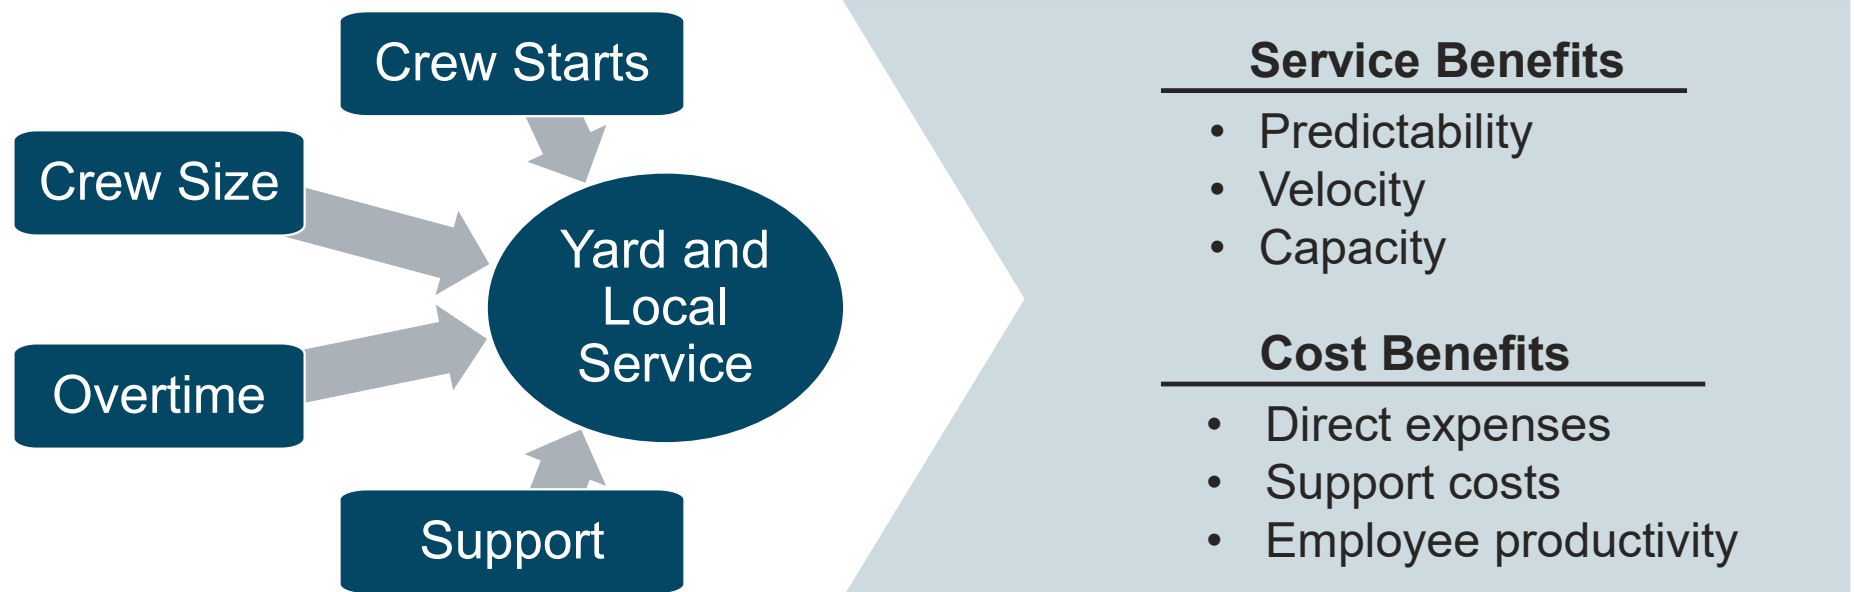 Crew Starts
Crew Size
Overtime
Support
Yard and
Local
Service
Service Benefits
• Predictability
• Velocity
• Capacity
Cost Benefits
• Direct expenses
• Support costs
• Employee productivity